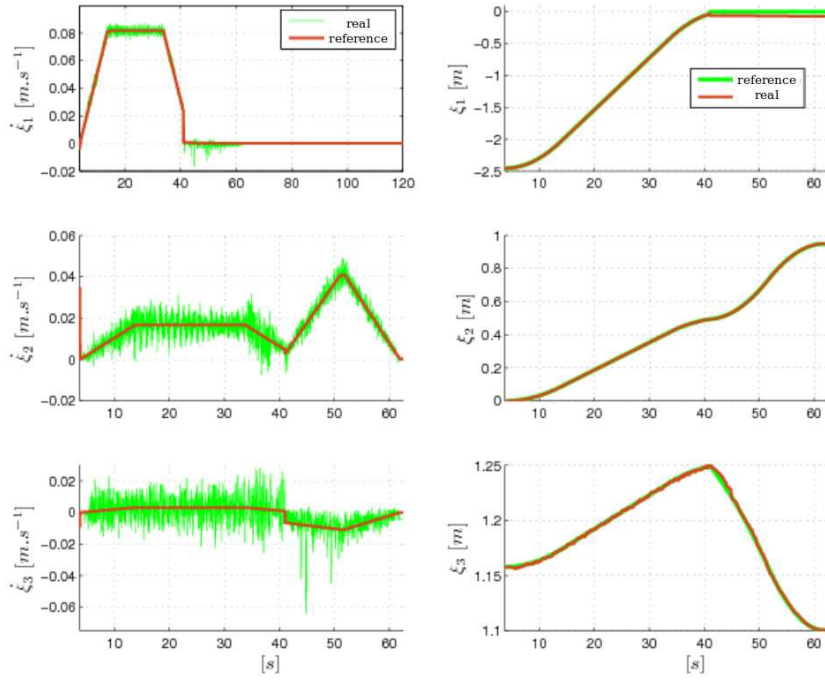 real
reference
0.08
0.06
0.04
0.02
0
−0.02
20 40 60 80 100 120
ξ̇₁ [m.s⁻¹]
0
−0.5
−1
−1.5
−2
−2.5
10 20 30 40 50 60
ξ₁ [m]
reference
real
0.06
0.04
0.02
0
−0.02
10 20 30 40 50 60
ξ̇₂ [m.s⁻¹]
1
0.8
0.6
0.4
0.2
0
10 20 30 40 50 60
ξ₂ [m]
0.02
0
−0.02
−0.04
−0.06
10 20 30 40 50 60
ξ̇₃ [m.s⁻¹]
[s]
1.25
1.2
1.15
1.1
10 20 30 40 50 60
ξ₃ [m]
[s]